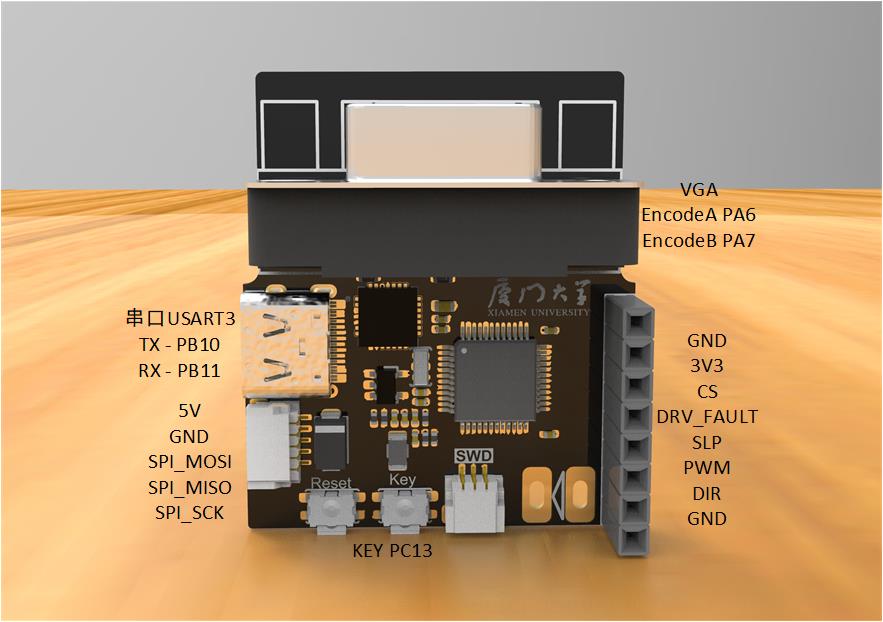 VGA
EncodeA PA6
EncodeB PA7
厦门大学
XIAMEN UNIVERSITY
串口USART3
TX - PB10
RX - PB11
5V
GND
SPI_MOSI
SPI_MISO
SPI_SCK
GND
3V3
CS
DRV_FAULT
SLP
PWM
DIR
GND
SWD
Reset
Key
KEY PC13